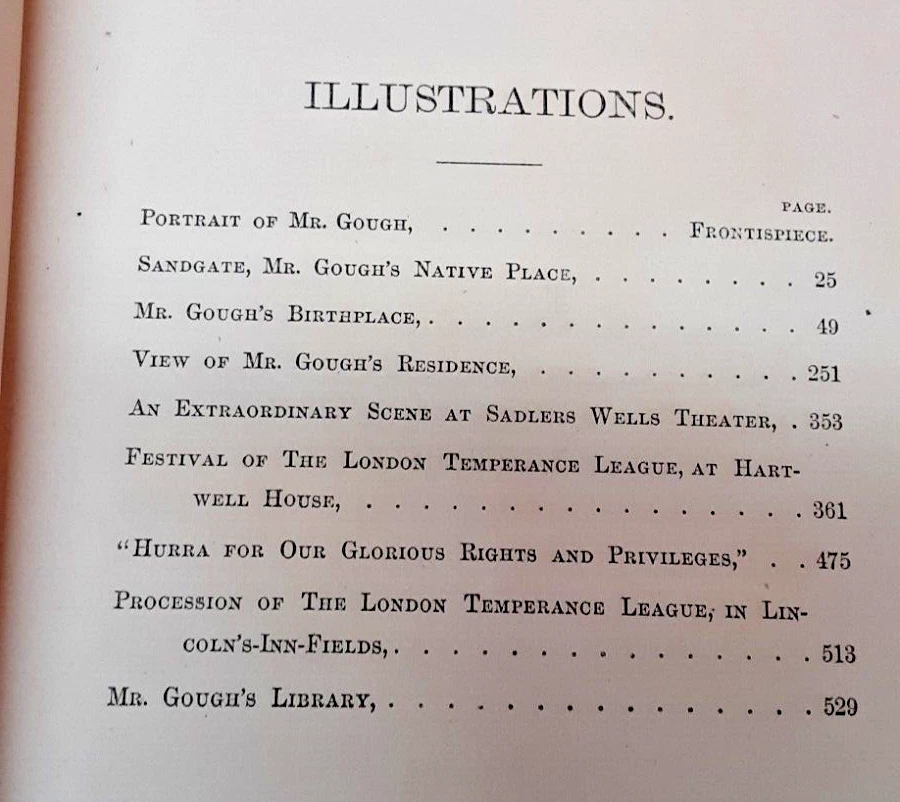 ILLUSTRATIONS.
PAGE.
PORTRAIT OF MR. GOUGH, . . . . . . . . . FRONTISPIECE.
SANDGATE, MR. GOUGH'S NATIVE PLACE, . . . . . . . . 25
MR. GOUGH'S BIRTHPLACE, . . . . . . . . . . . . . . 49
VIEW OF MR. GOUGH'S RESIDENCE, . . . . . . . . . . 251
AN EXTRAORDINARY SCENE AT SADLERS WELLS THEATER, . 353
FESTIVAL OF THE LONDON TEMPERANCE LEAGUE, AT HART-
WELL HOUSE, . . . . . . . . . . . . . . . . 361
"HURRA FOR OUR GLORIOUS RIGHTS AND PRIVILEGES," . . 475
PROCESSION OF THE LONDON TEMPERANCE LEAGUE, IN LIN-
COLN'S-INN-FIELDS, . . . . . . . . . . . . . . . 513
MR. GOUGH'S LIBRARY, . . . . . . . . . . . . . . . 529